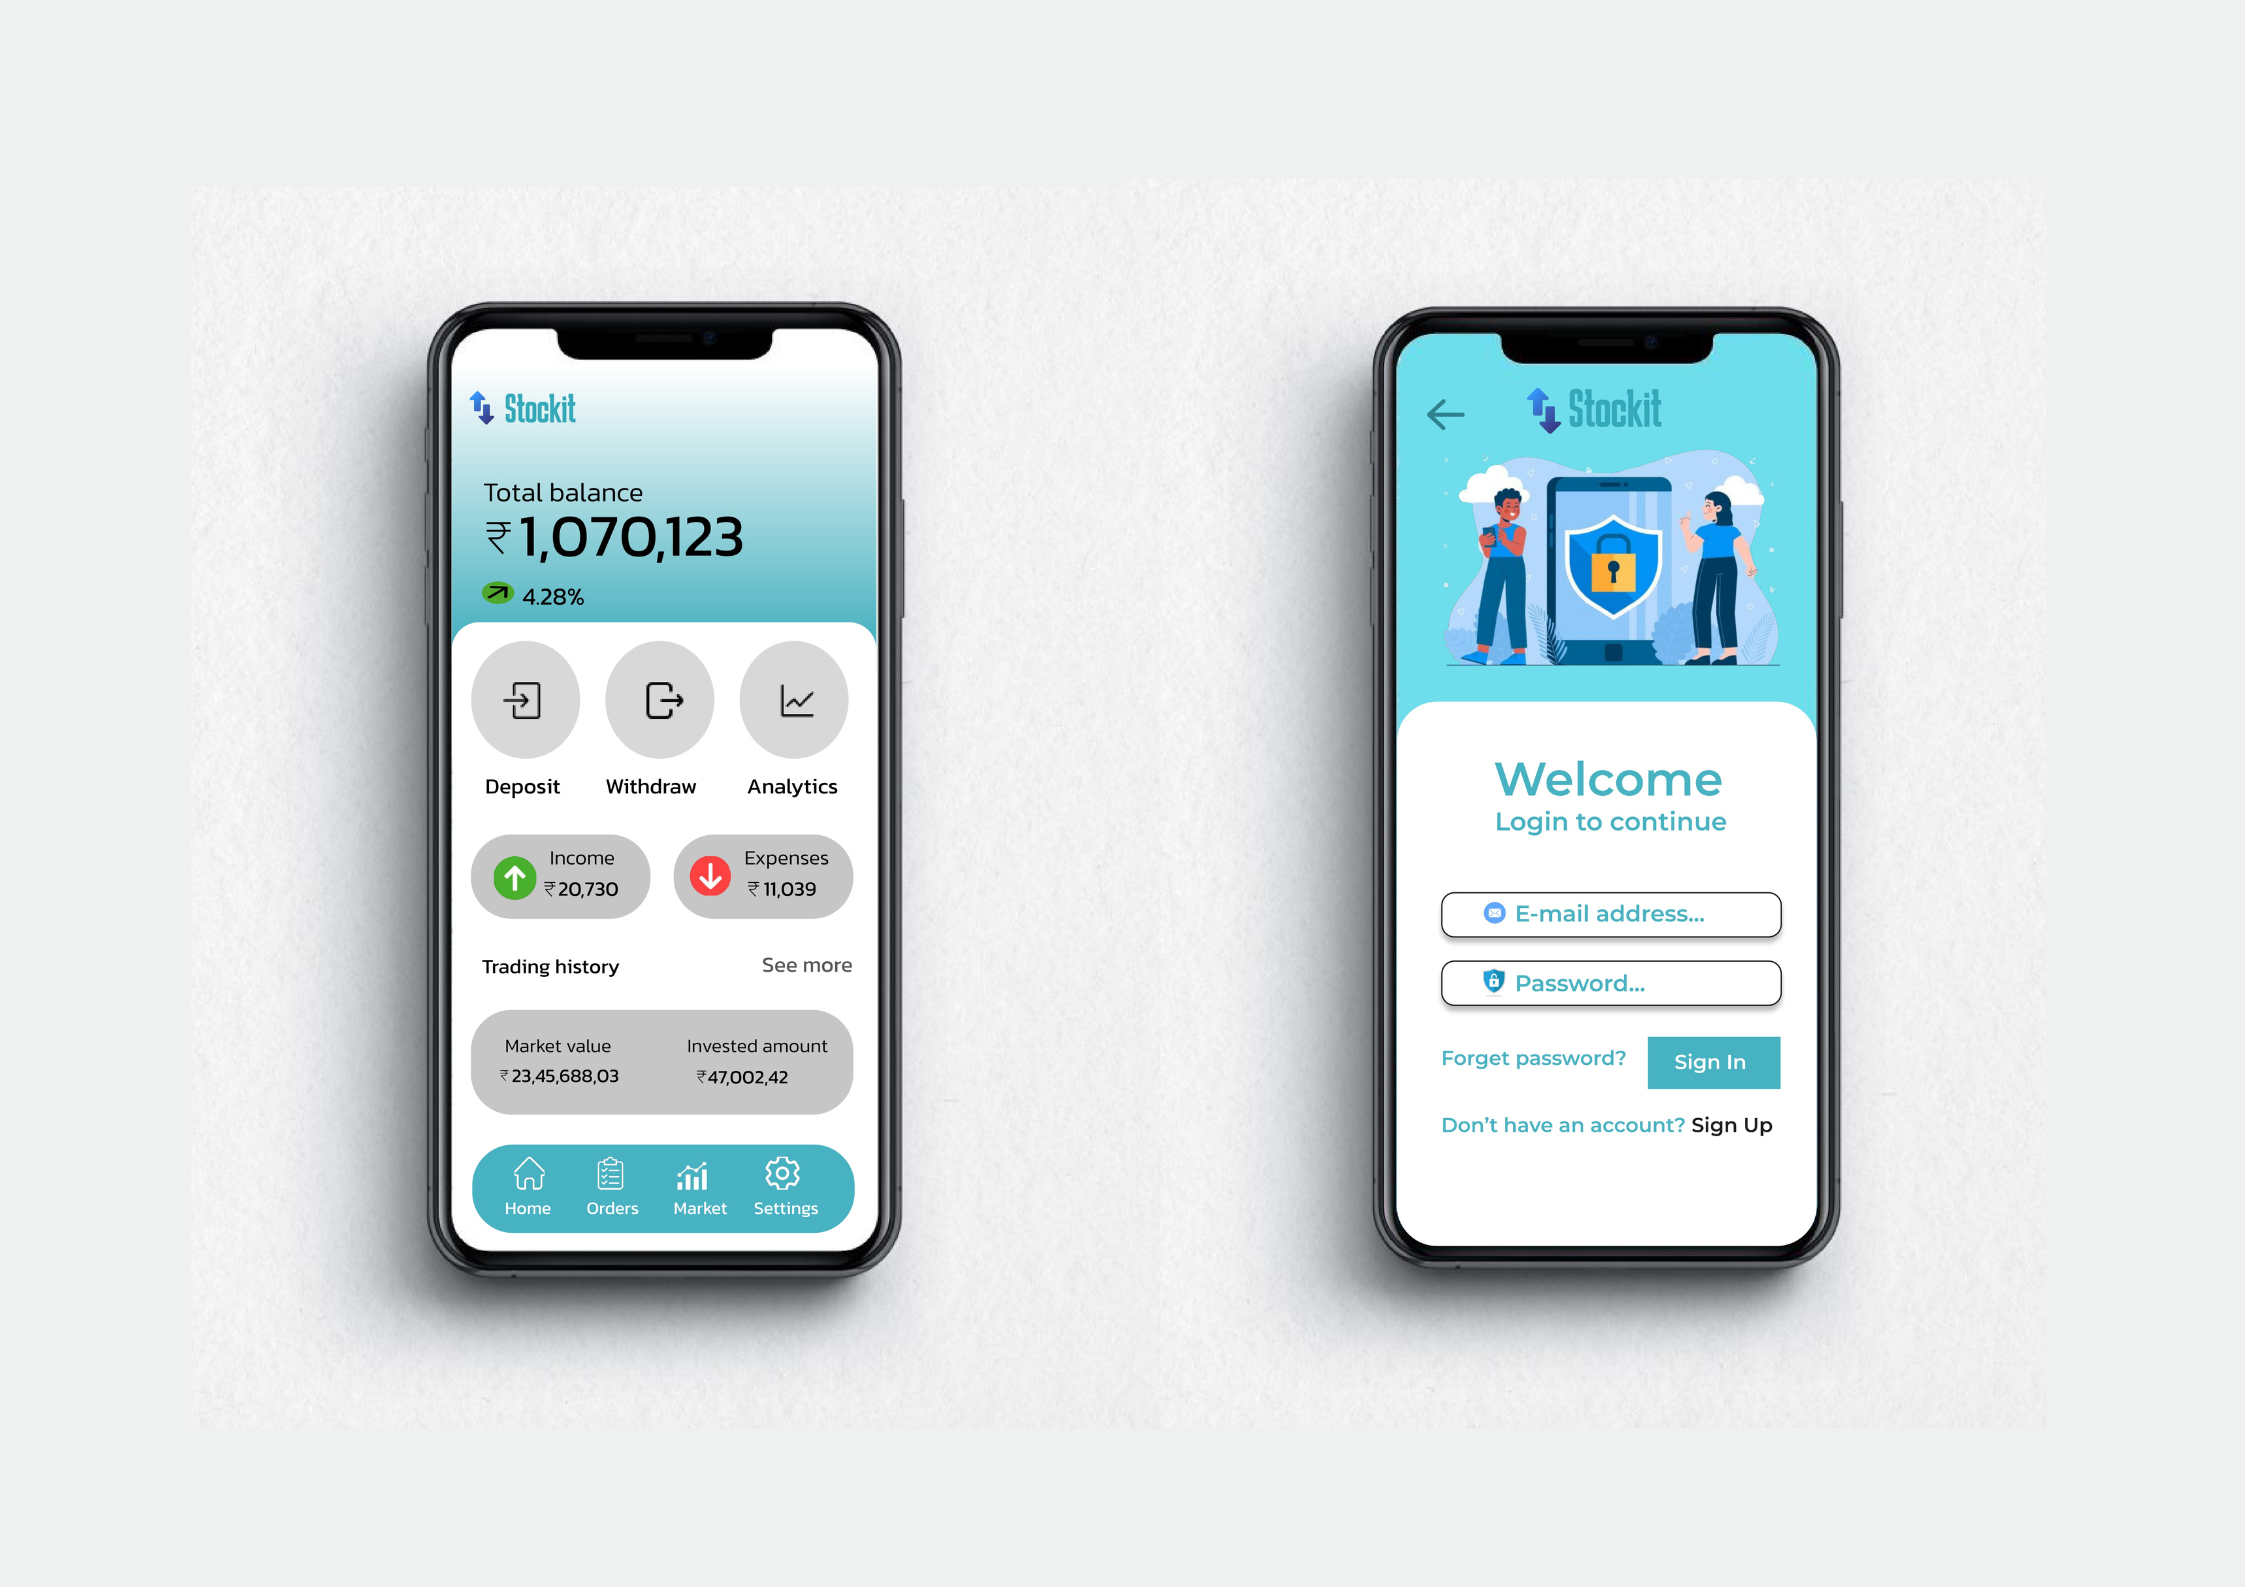 Stockit
Total balance
₹1,070,123
4.28%
Deposit Withdraw Analytics
Income
₹20,730
Expenses
₹11,039
Trading history See more
Market value
₹23,45,688,03
Invested amount
₹47,002,42
Home Orders Market Settings
Stockit
Welcome
Login to continue
E-mail address...
Password...
Forget password? Sign In
Don't have an account? Sign Up